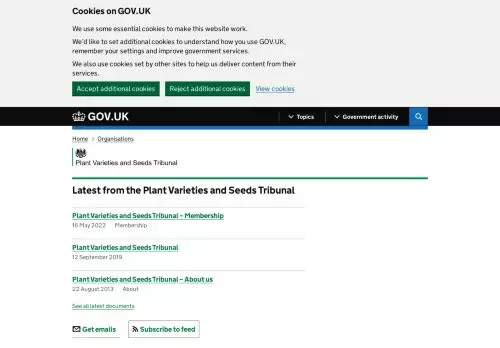 Cookies on GOV.UK
We use some essential cookies to make this website work.
We'd like to set additional cookies to understand how you use GOV.UK,
remember your settings and improve government services.
We also use cookies set by other sites to help us deliver content from their
services.
Accept additional cookies Reject additional cookies View cookies
GOV.UK Topics Government activity
Home Organisations
Plant Varieties and Seeds Tribunal
Latest from the Plant Varieties and Seeds Tribunal
Plant Varieties and Seeds Tribunal – Membership
16 May 2022 Membership
Plant Varieties and Seeds Tribunal
12 September 2019
Plant Varieties and Seeds Tribunal – About us
22 August 2013 About
See all latest documents
Get emails Subscribe to feed